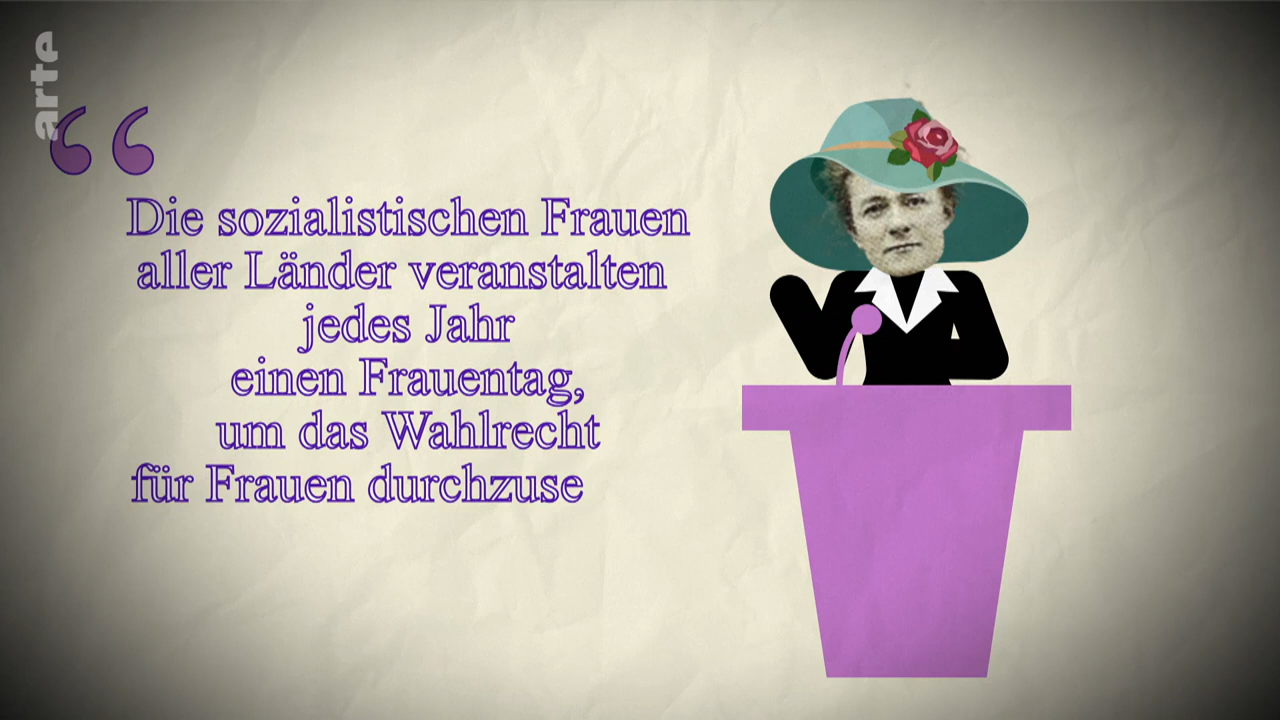 arte
“
Die sozialistischen Frauen
aller Länder veranstalten
jedes Jahr
einen Frauentag,
um das Wahlrecht
für Frauen durchzuse